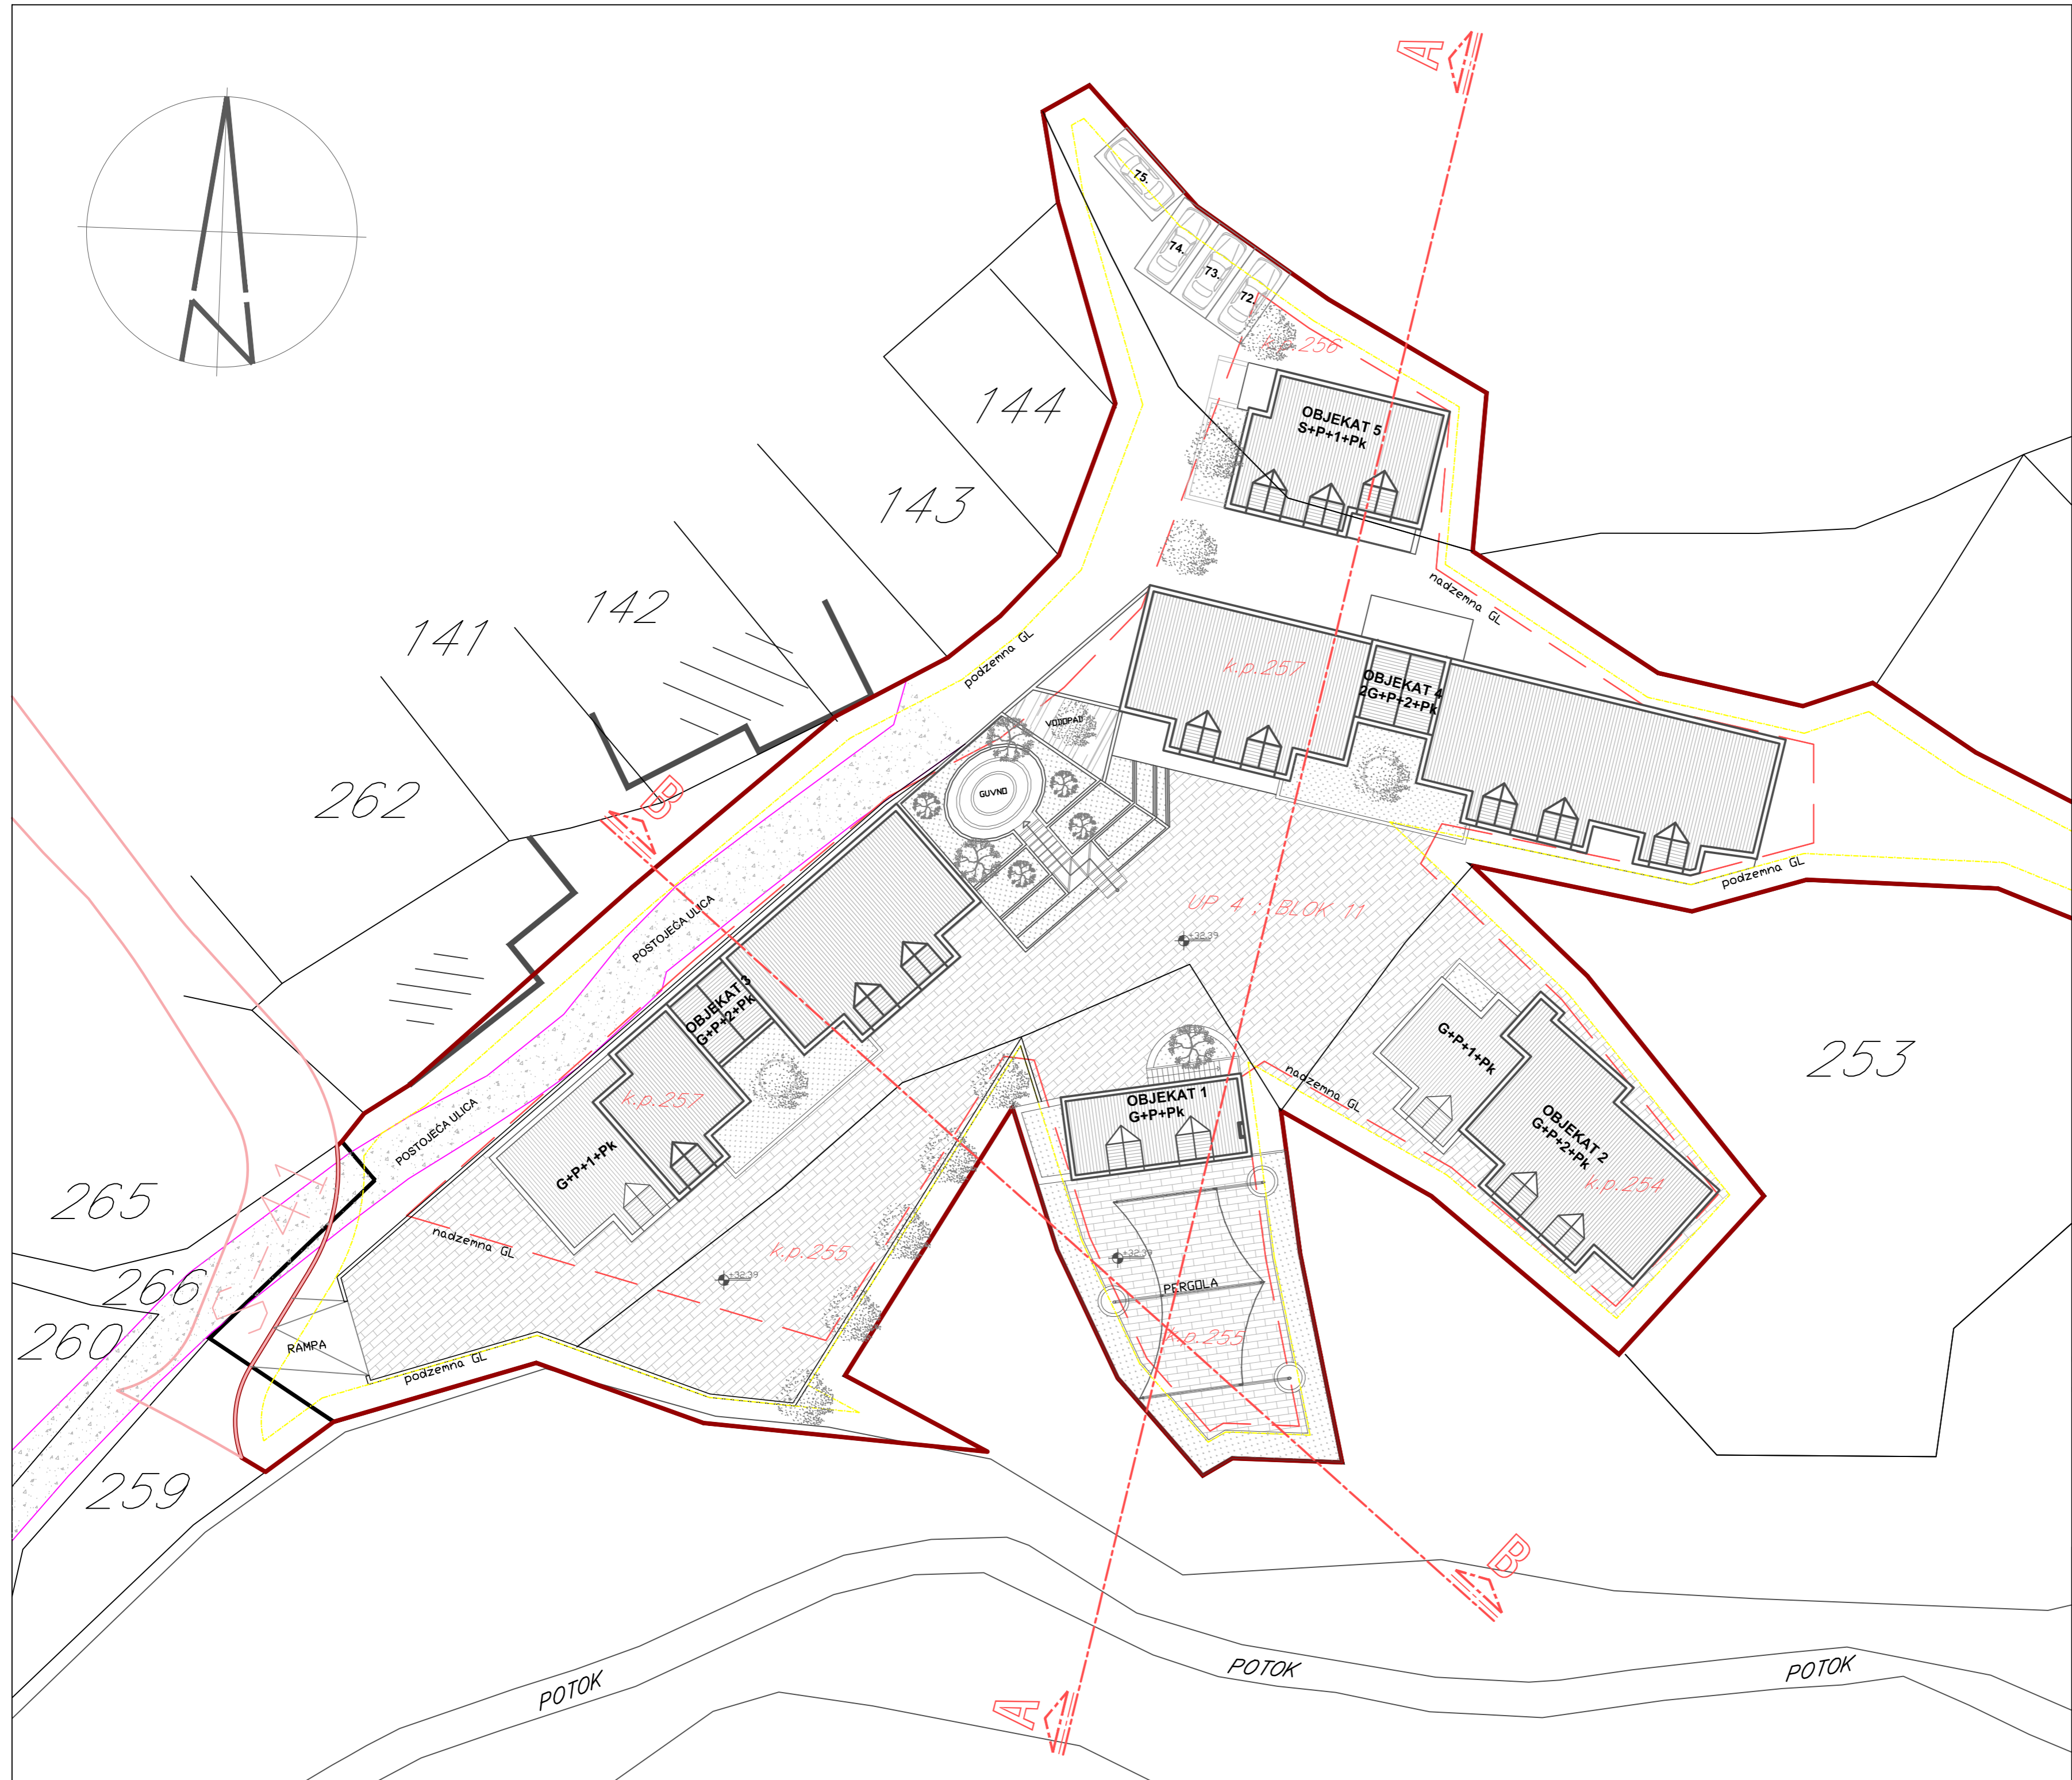 A
75.
74.
73.
72.
k.p.256
144
OBJEKAT 5
S+P+1+Pk
143
142
141
nadzemna GL
podzemna GL
k.p.257
OBJEKAT 4
2G+P+2+Pk
VODOPAD
GUVNO
262
B
podzemna GL
POSTOJEĆA ULICA
UP 4 ; BLOK 11
+32.39
OBJEKAT 3
G+P+2+Pk
G+P+1+Pk
253
nadzemna GL
k.p.257
OBJEKAT 1
G+P+Pk
OBJEKAT 2
G+P+2+Pk
POSTOJEĆA ULICA
G+P+1+Pk
k.p.254
265
nadzemna GL
k.p.255
+32.39
+32.39
PERGOLA
266
260
RAMPA
k.p.255
podzemna GL
259
B
POTOK
POTOK
POTOK
A